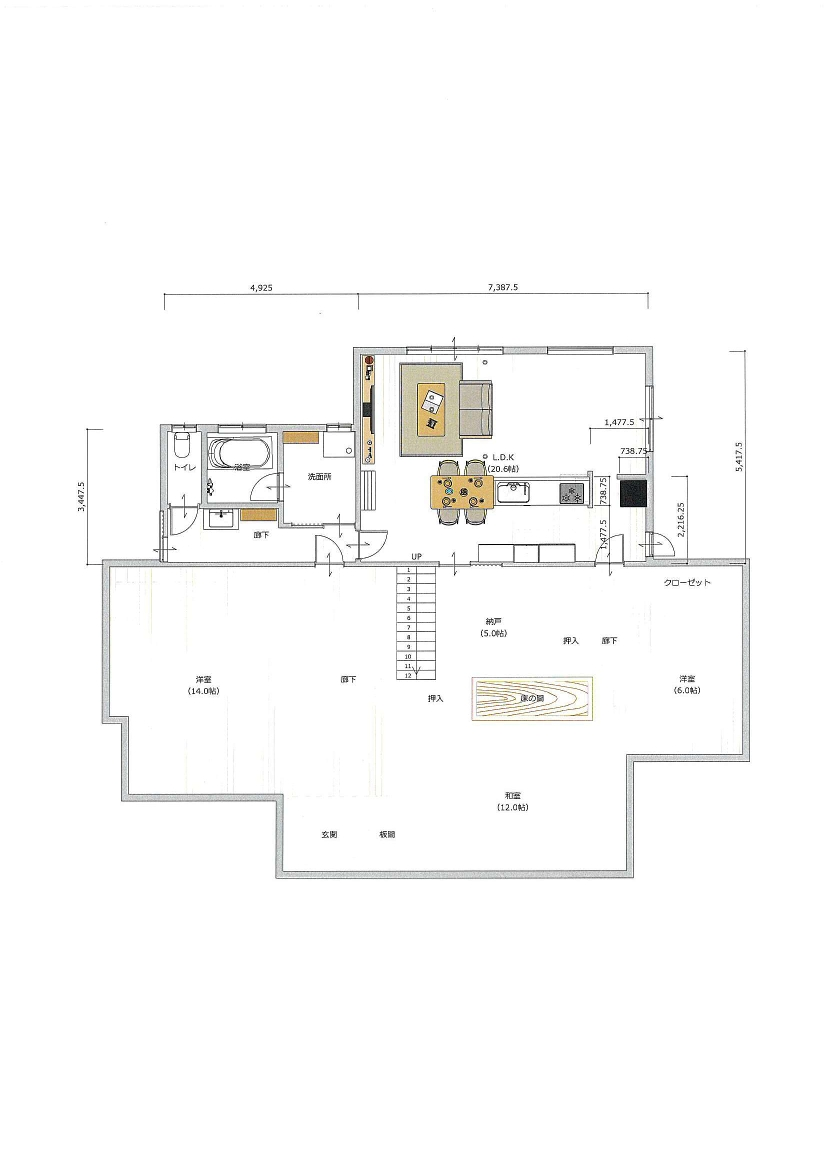 4,925
7,387.5
1,477.5
738.75
5,417.5
3,447.5
トイレ
浴室
洗面所
L.D.K
(20.6帖)
738.75
2,216.25
1,477.5
廊下
UP
1
2
3
4
5
6
7
8
9
10
11
12
クローゼット
納戸
(5.0帖)
押入
廊下
洋室
(14.0帖)
廊下
押入
床の間
洋室
(6.0帖)
和室
(12.0帖)
玄関
板間